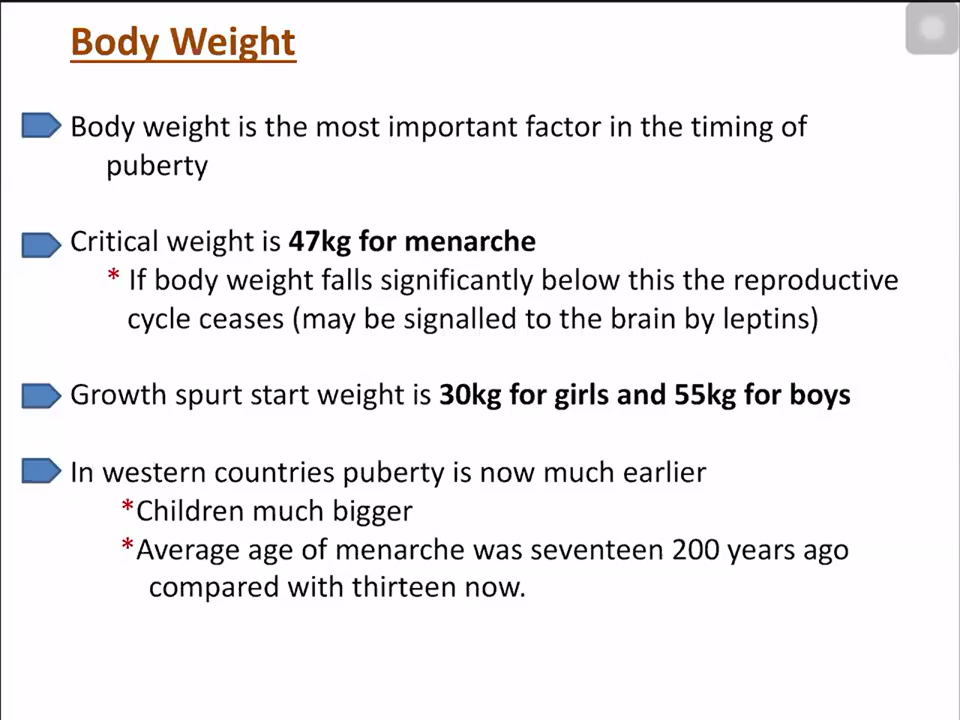 Body Weight
Body weight is the most important factor in the timing of
puberty
Critical weight is 47kg for menarche
* If body weight falls significantly below this the reproductive
cycle ceases (may be signalled to the brain by leptins)
Growth spurt start weight is 30kg for girls and 55kg for boys
In western countries puberty is now much earlier
*Children much bigger
*Average age of menarche was seventeen 200 years ago
compared with thirteen now.